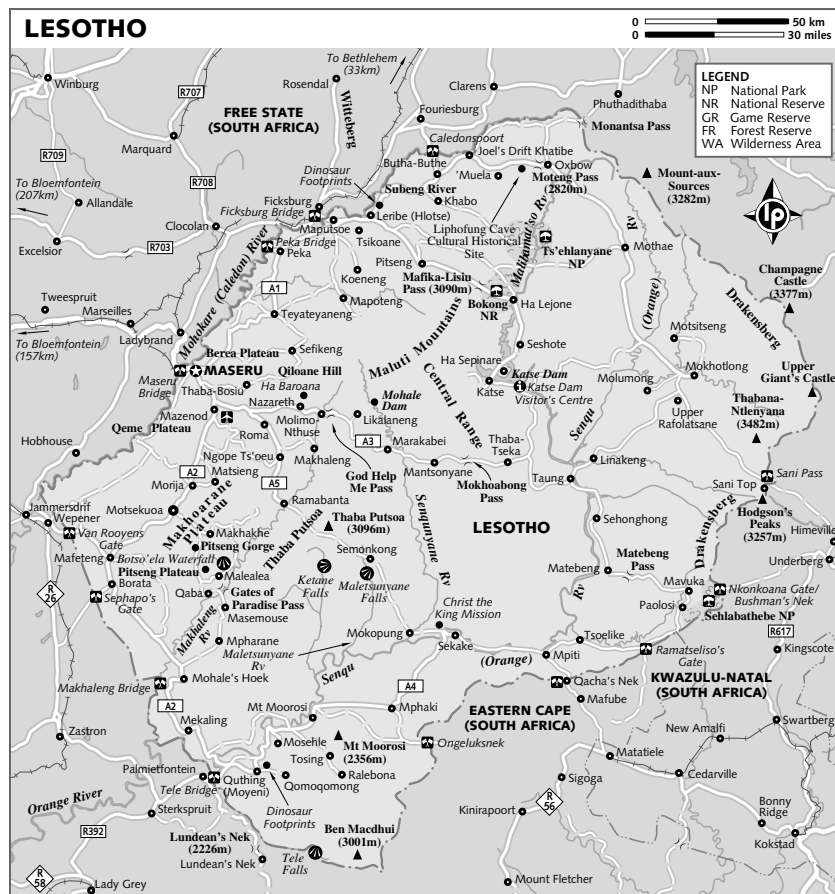 LESOTHO
0 50 km
0 30 miles
LEGEND
NP National Park
NR National Reserve
GR Game Reserve
FR Forest Reserve
WA Wilderness Area
To Bethlehem
(33km)
Winburg
R707
Rosendal
Clarens
Phuthadithaba
FREE STATE
(SOUTH AFRICA)
Witteberg
Fouriesburg
Monantsa Pass
Marquard
Caledonspoort
R709
Joel's Drift
Khatibe
Oxbow
Butha-Buthe
Dinosaur
Footprints
'Muela
Moteng Pass
(2820m)
Mount-aux-
Sources
(3282m)
To Bloemfontein
(207km)
R708
Subeng River
Allandale
Khabo
Ficksburg
Ficksburg Bridge
Leribe (Hlotse)
Liphofung Cave
Cultural Historical
Site
Malibamat'so Rv
Rv
lp
Clocolan
Maputsoe
Excelsior
R703
Tsikoane
Peka Bridge
Peka
Pitseng
Ts'ehlanyane
NP
Mothae
Mohokare (Caledon) River
Koeneng
Mafika-Lisiu
Pass (3090m)
Champagne
Castle
(3377m)
A1
Mapoteng
Bokong
NR
Ha Lejone
(Orange)
Drakensberg
Tweespruit
Marseilles
Teyateyaneng
Ladybrand
Motsitseng
To Bloemfontein
(157km)
Berea Plateau
Sefikeng
Maluti Mountains
Seshote
Ha Sepinare
MASERU
Maseru
Bridge
Qiloane Hill
Thaba-Bosiu
Ha Baroana
Mohale
Dam
Central Range
Katse Dam
Katse
Katse Dam
Visitor's Centre
Molumong
Mokhotlong
Upper
Giant's Castle
Mazenod
Nazareth
Molimo-
Nthuse
Likalaneng
Senqu
Upper
Rafolatsane
Thabana-
Ntlenyana
(3482m)
Hobhouse
Qeme Plateau
Roma
A3
Marakabei
Thaba-
Tseka
Ngope Ts'oeu
Makhaleng
God Help
Me Pass
Mantsonyane
Mokhoabong
Pass
Linakeng
Taung
Sani Pass
Sani Top
A2
Matsieng
Morija
A5
Jammersdrif
Wepener
Motsekuoa
Makhoarane
Plateau
Ramabanta
Thaba Putsoa
(3096m)
Senqunyane Rv
LESOTHO
Sehonghong
Drakensberg
Hodgson's
Peaks
(3257m)
Himeville
Van Rooyens
Gate
Makhakhe
Thaba Putsoa
Pitseng Gorge
Semonkong
Matebeng
Pass
Underberg
Mafeteng
Botso'ela Waterfall
Pitseng Plateau
Malealea
Ketane
Falls
Maletsunyane
Falls
Matebeng
Mavuka
Nkonkoana Gate/
Bushman's Nek
Borata
R
26
Sephapo's
Gate
Qaba
Gates of
Paradise Pass
Masemouse
Christ the
King Mission
Rv
Paolosi
Sehlabathebe NP
Makhaleng
Rv
Mpharane
Maletsunyane
Rv
Mokopung
Sekake
Tsoelike
R617
Kingscote
Senqu
(Orange)
Mpiti
Ramatseliso's
Gate
Makhaleng Bridge
Mohale's Hoek
A4
Qacha's Nek
KWAZULU-NATAL
(SOUTH AFRICA)
A2
Mt Moorosi
Mphaki
EASTERN CAPE
(SOUTH AFRICA)
Mafube
Swartberg
Zastron
Mekaling
Mosehle
Tosing
Mt Moorosi
(2356m)
Ongeluksnek
New Amalfi
Matatiele
Palmietfontein
Tele Bridge
Quthing
(Moyeni)
Ralebona
Qomoqomong
Sigoga
Cedarville
Orange River
Sterkspruit
Dinosaur
Footprints
Kinirapoort
R
56
Bonny
Ridge
R392
Lundean's Nek
(2226m)
Ben Macdhui
(3001m)
Kokstad
Lundean's Nek
Tele
Falls
R
58
Lady Grey
Mount Fletcher